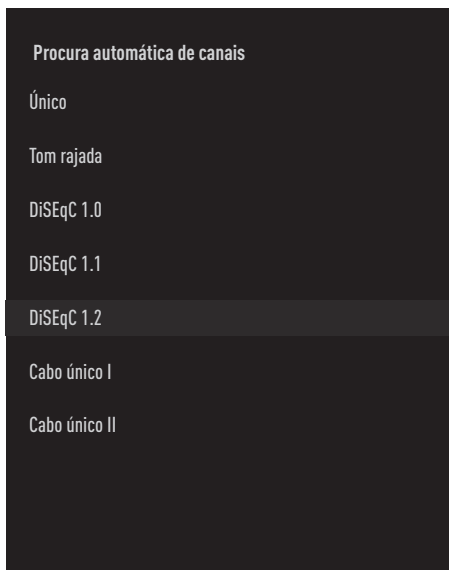 Procura automática de canais
Único
Tom rajada
DiSEqC 1.0
DiSEqC 1.1
DiSEqC 1.2
Cabo único I
Cabo único II